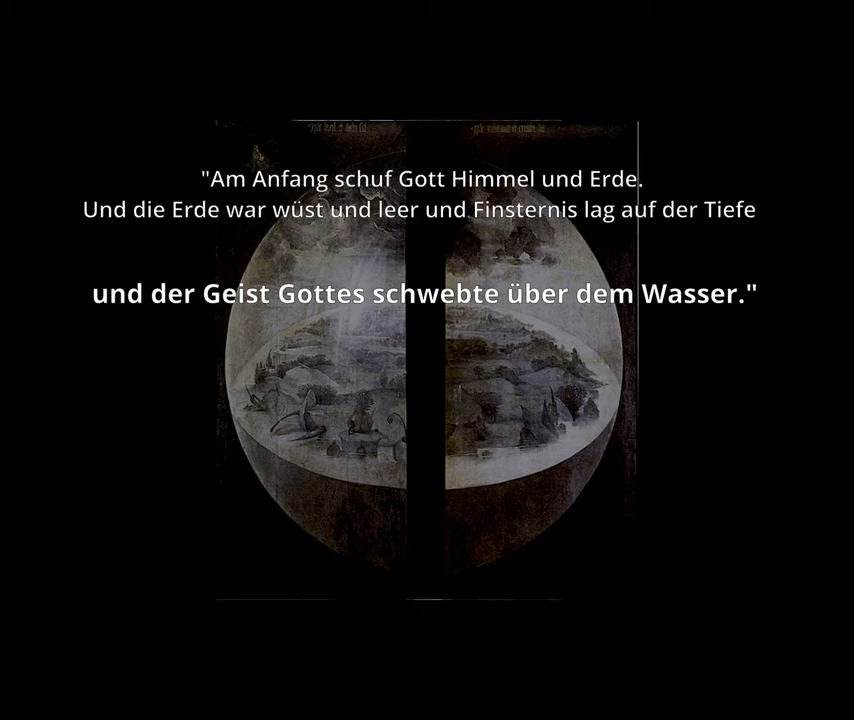 "Am Anfang schuf Gott Himmel und Erde.
Und die Erde war wüst und leer und Finsternis lag auf der Tiefe
und der Geist Gottes schwebte über dem Wasser."